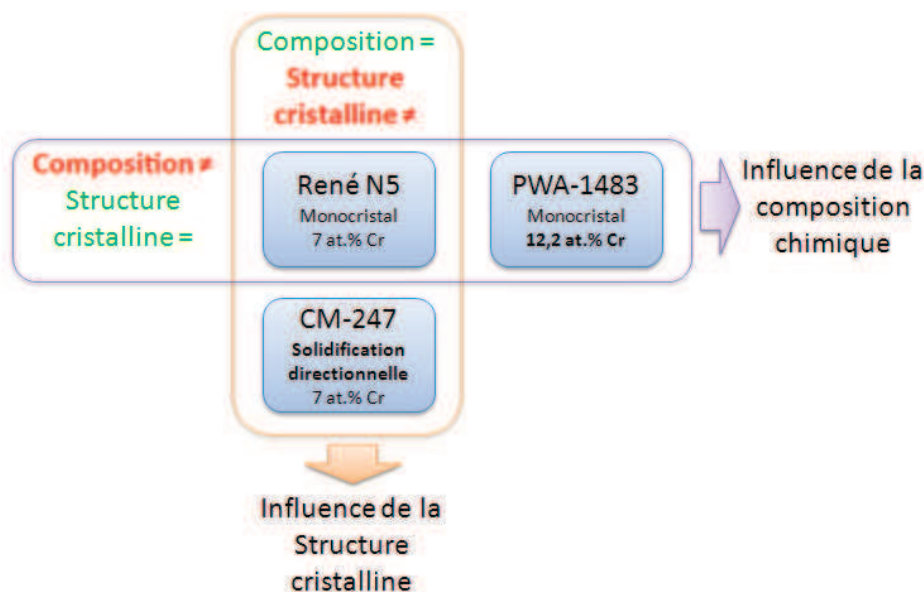 Composition =
Structure
cristalline ≠
Composition ≠
Structure
cristalline =
René N5
Monocristal
7 at.% Cr
PWA-1483
Monocristal
12,2 at.% Cr
Influence de la
composition
chimique
CM-247
Solidification
directionnelle
7 at.% Cr
Influence de la
Structure
cristalline